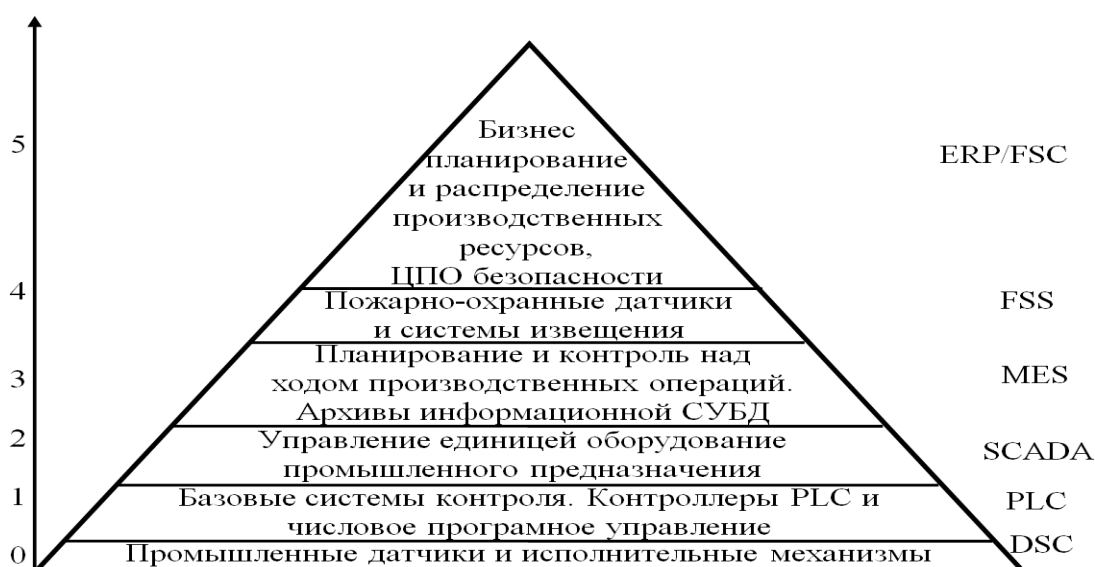 5
Бизнес
планирование
и распределение
производственных
ресурсов,
ЦПО безопасности
ERP/FSC
4
Пожарно-охранные датчики
и системы извещения
FSS
3
Планирование и контроль над
ходом производственных операций.
Архивы информационной СУБД
MES
2
Управление единицей оборудование
промышленного предназначения
SCADA
1
Базовые системы контроля. Контроллеры PLC и
числовое програмное управление
PLC
0
Промышленные датчики и исполнительные механизмы
DSC